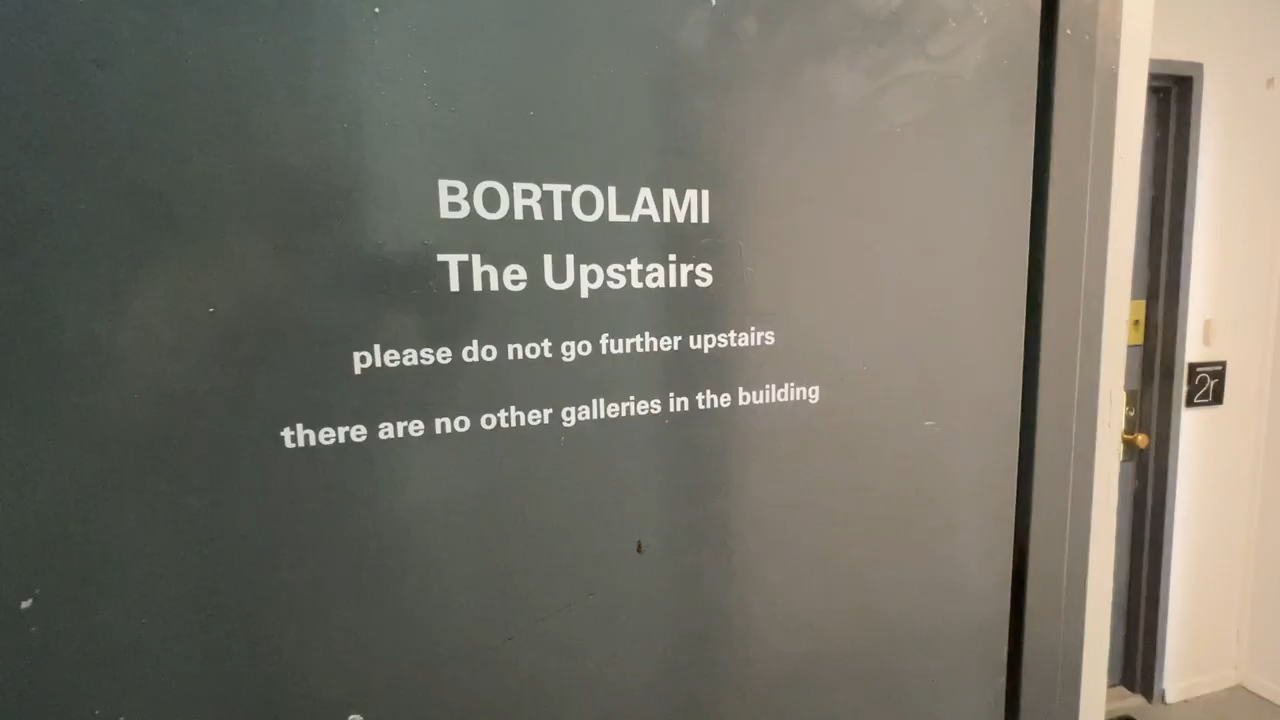 BORTOLAMI
The Upstairs
please do not go further upstairs
there are no other galleries in the building
2r